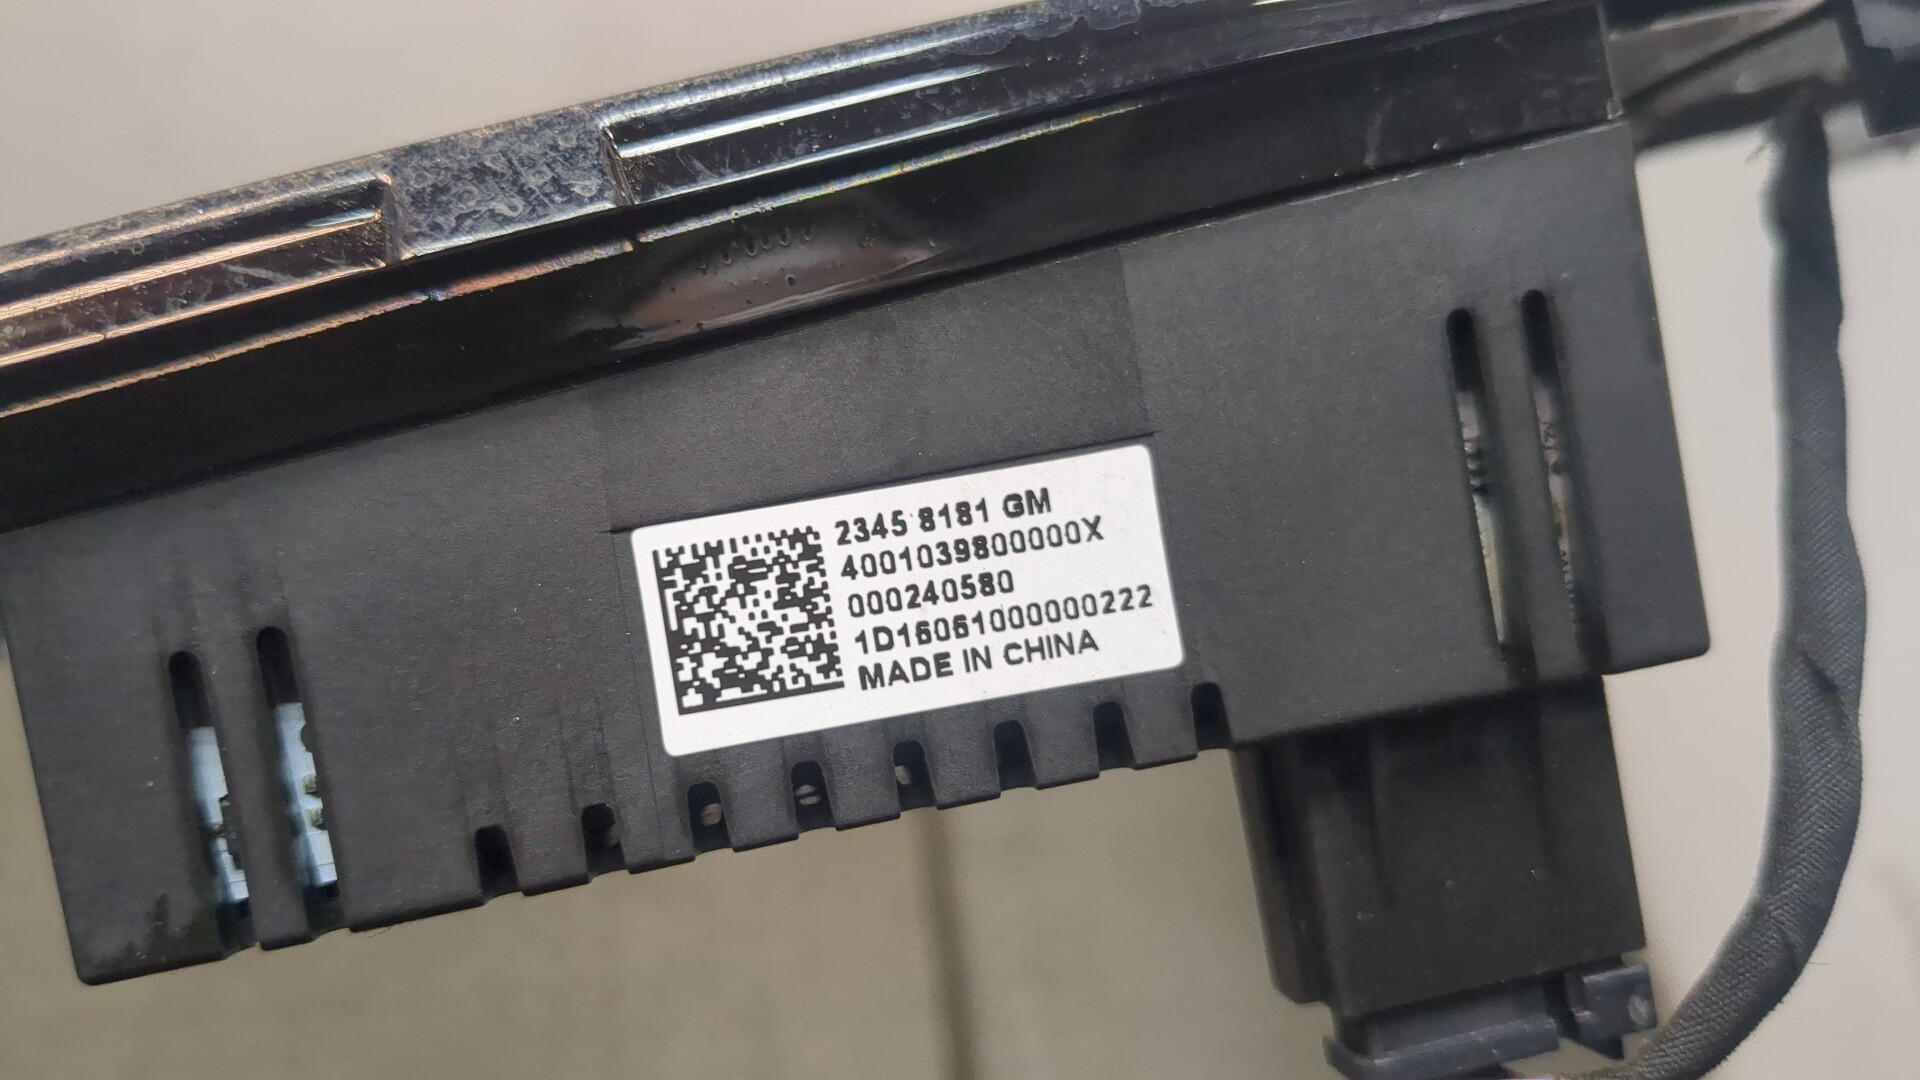 2345 8181 GM
4001039800000X
000240580
1D16061000000222
MADE IN CHINA